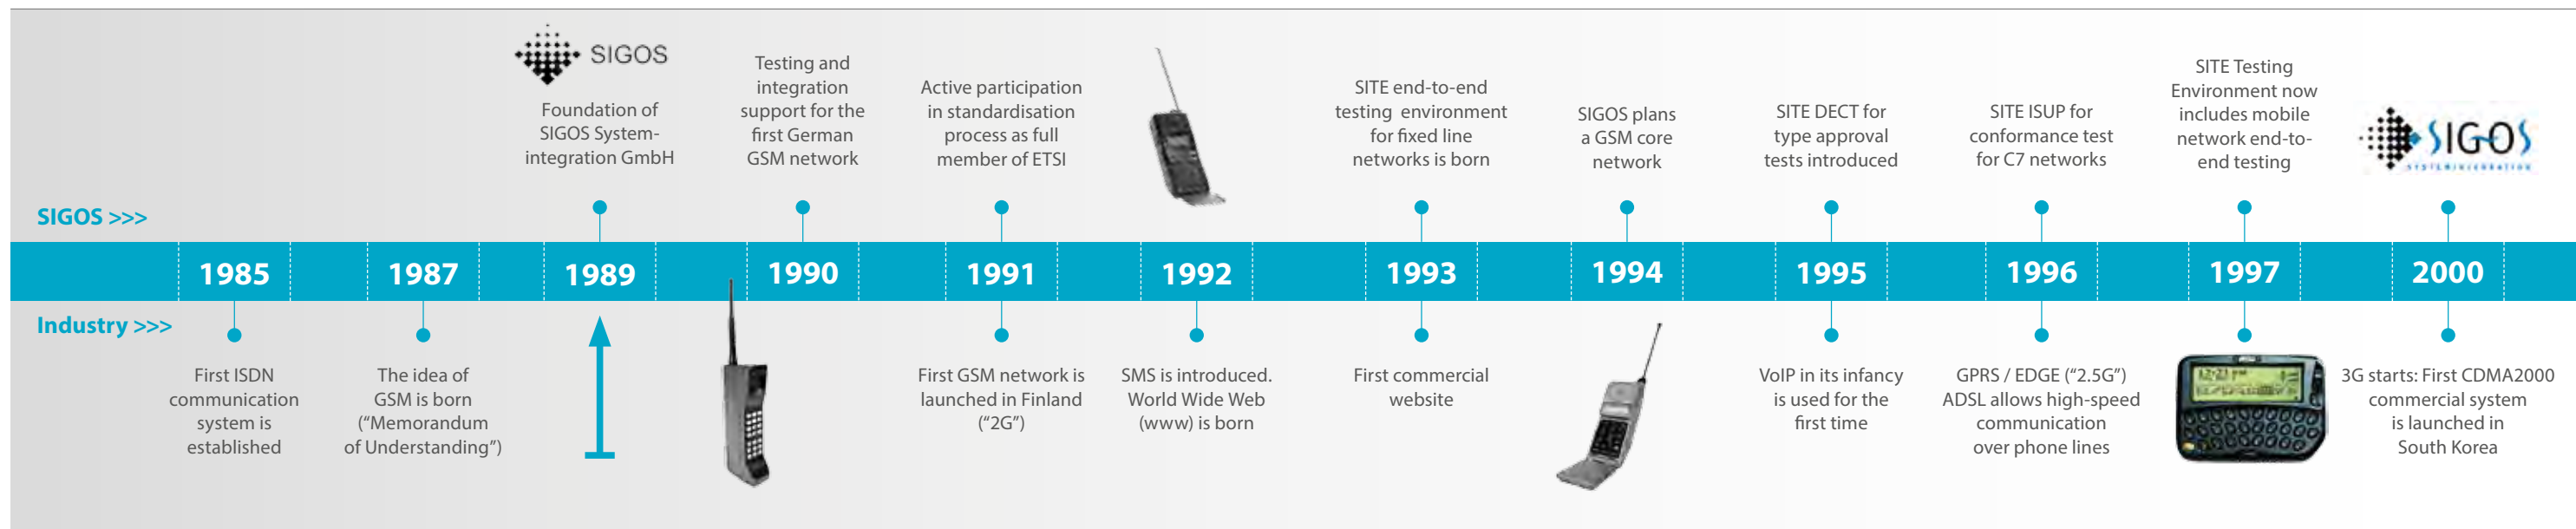 SIGOS
Foundation of
SIGOS System-
integration GmbH
Testing and
integration
support for the
first German
GSM network
Active participation
in standardisation
process as full
member of ETSI
SITE end-to-end
testing environment
for fixed line
networks is born
SIGOS plans
a GSM core
network
SITE DECT for
type approval
tests introduced
SITE ISUP for
conformance test
for C7 networks
SITE Testing
Environment now
includes mobile
network end-to-
end testing
SIGOS
SYSTEMINTEGRATION
SIGOS >>>
1985
1987
1989
1990
1991
1992
1993
1994
1995
1996
1997
2000
Industry >>>
First ISDN
communication
system is
established
The idea of
GSM is born
(“Memorandum
of Understanding”)
First GSM network is
launched in Finland
(“2G”)
SMS is introduced.
World Wide Web
(www) is born
First commercial
website
VoIP in its infancy
is used for the
first time
GPRS / EDGE (“2.5G”)
ADSL allows high-speed
communication
over phone lines
3G starts: First CDMA2000
commercial system
is launched in
South Korea